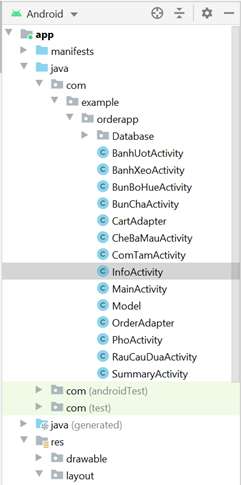 Android
app
manifests
java
com
example
orderapp
Database
BanhUotActivity
BanhXeoActivity
BunBoHueActivity
BunChaActivity
CartAdapter
CheBaMauActivity
ComTamActivity
InfoActivity
MainActivity
Model
OrderAdapter
PhoActivity
RauCauDuaActivity
SummaryActivity
com (androidTest)
com (test)
java (generated)
res
drawable
layout